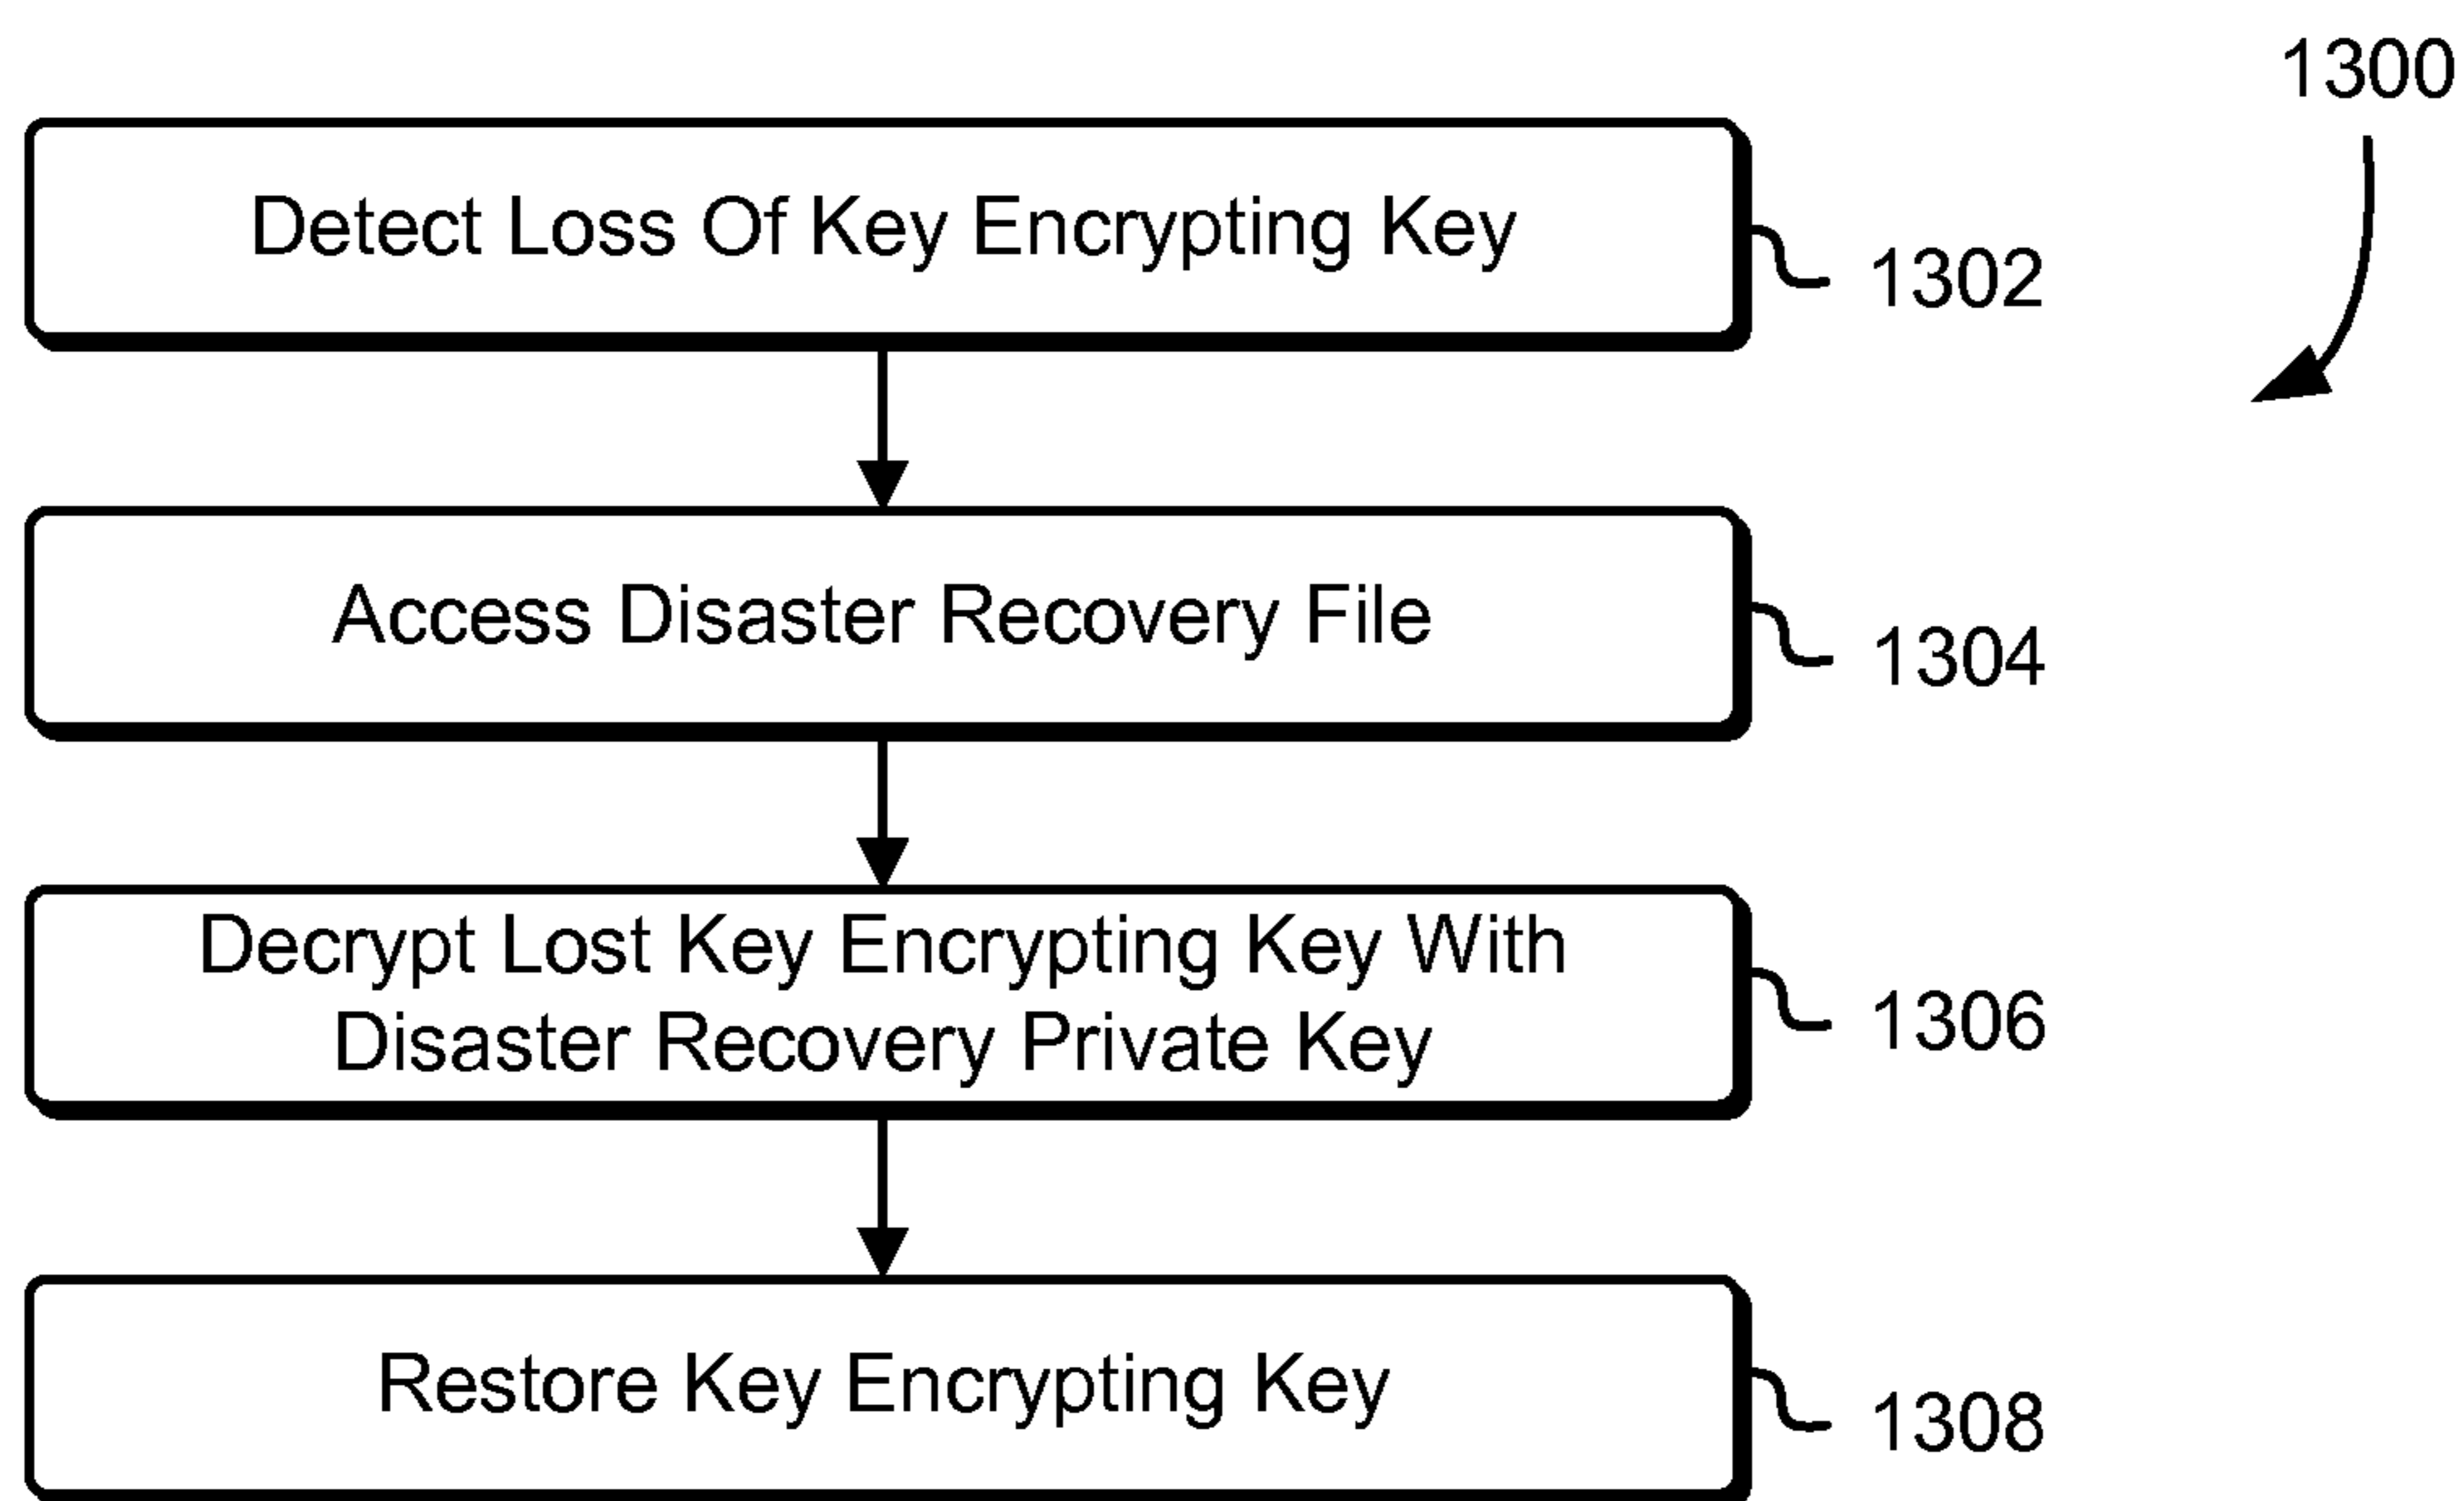 1300
Detect Loss Of Key Encrypting Key
1302
Access Disaster Recovery File
1304
Decrypt Lost Key Encrypting Key With
Disaster Recovery Private Key
1306
Restore Key Encrypting Key
1308